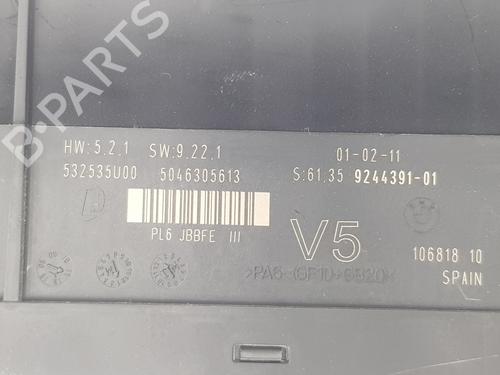 HW:5.2.1 SW:9.22.1 01-02-11
532535U00 5046305613 S:61.35 9244391-01
D
PL6 JBBFE III
V5
106818 10
SPAIN
B-PARTS